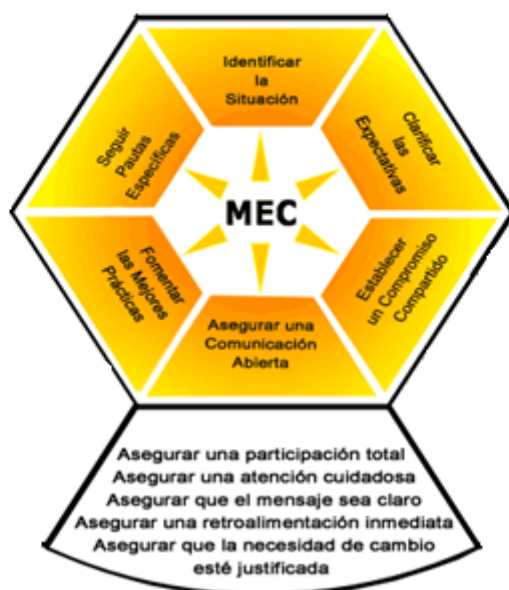 Identificar
la
Situación
Clarificar
las
Expectativas
Establecer
un Compromiso
Compartido
Asegurar una
Comunicación
Abierta
Fomentar
las Mejores
Prácticas
Seguir
Pautas
Específicas
MEC
Asegurar una participación total
Asegurar una atención cuidadosa
Asegurar que el mensaje sea claro
Asegurar una retroalimentación inmediata
Asegurar que la necesidad de cambio
esté justificada